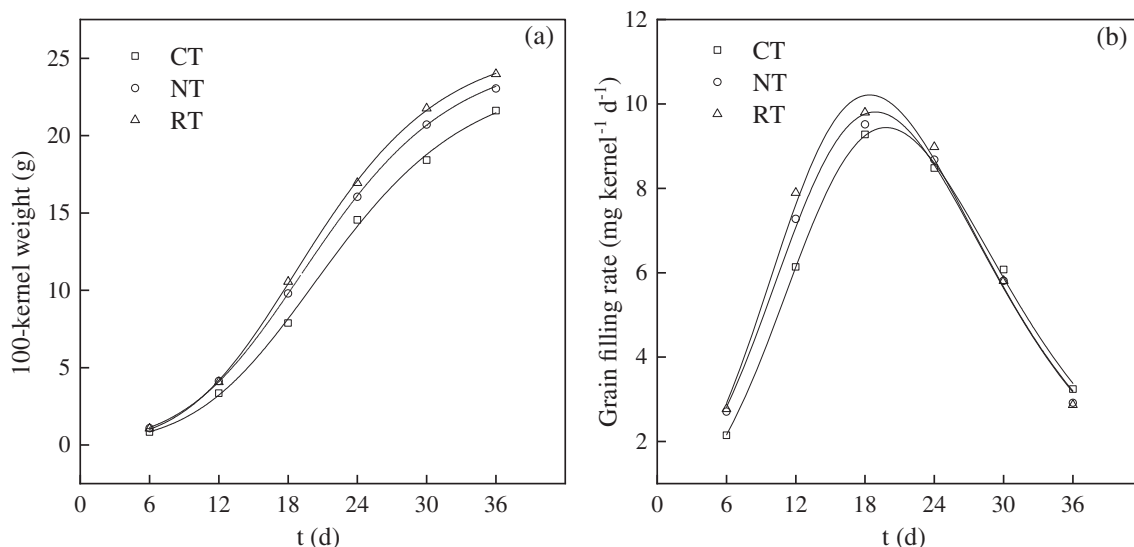 (a)
CT
NT
RT
25
20
15
10
5
0
100-kernel weight (g)
0 6 12 18 24 30 36
t (d)
(b)
CT
NT
RT
12
10
8
6
4
2
Grain filling rate (mg kernel⁻¹ d⁻¹)
0 6 12 18 24 30 36
t (d)